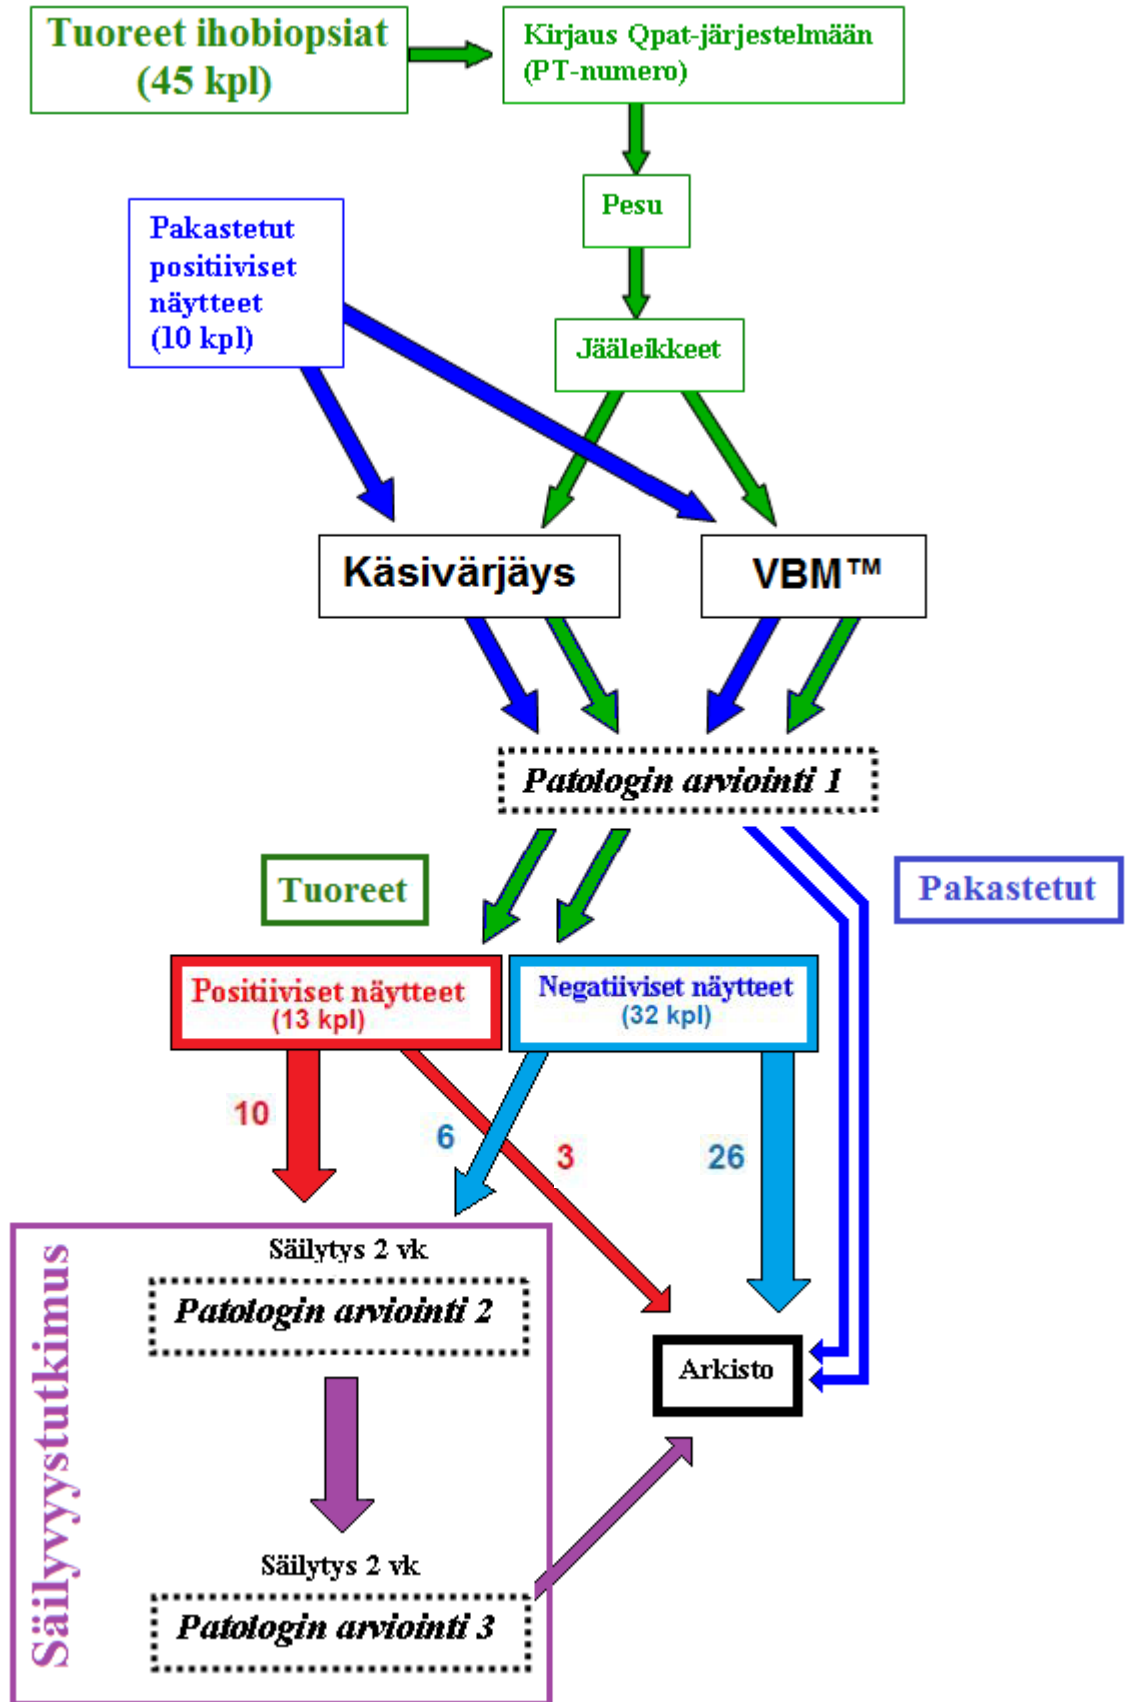 Tuoreet ihobiopsiat
(45 kpl)
Kirjaus Qpat-järjestelmään
(PT-numero)
Pesu
Pakastetut
positiiviset
näytteet
(10 kpl)
Jääleikkeet
Käsivärjäys
VBM™
Patologin arviointi 1
Tuoreet
Pakastetut
Positiiviset näytteet
(13 kpl)
Negatiiviset näytteet
(32 kpl)
10
6
3
26
Säilyvyystutkimus
Säilytys 2 vk
Patologin arviointi 2
Arkisto
Säilytys 2 vk
Patologin arviointi 3